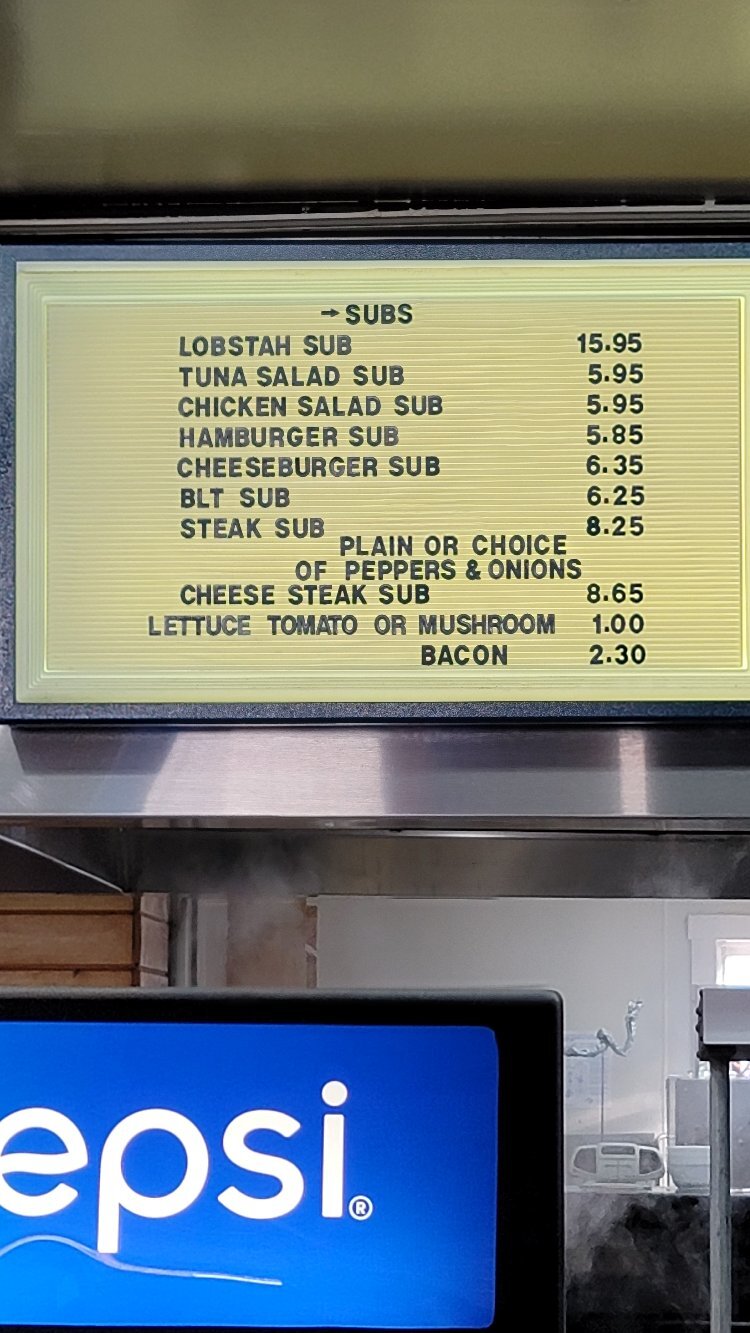 →SUBS
LOBSTAH SUB 15.95
TUNA SALAD SUB 5.95
CHICKEN SALAD SUB 5.95
HAMBURGER SUB 5.85
CHEESEBURGER SUB 6.35
BLT SUB 6.25
STEAK SUB 8.25
PLAIN OR CHOICE
OF PEPPERS & ONIONS
CHEESE STEAK SUB 8.65
LETTUCE TOMATO OR MUSHROOM 1.00
BACON 2.30
epsi®